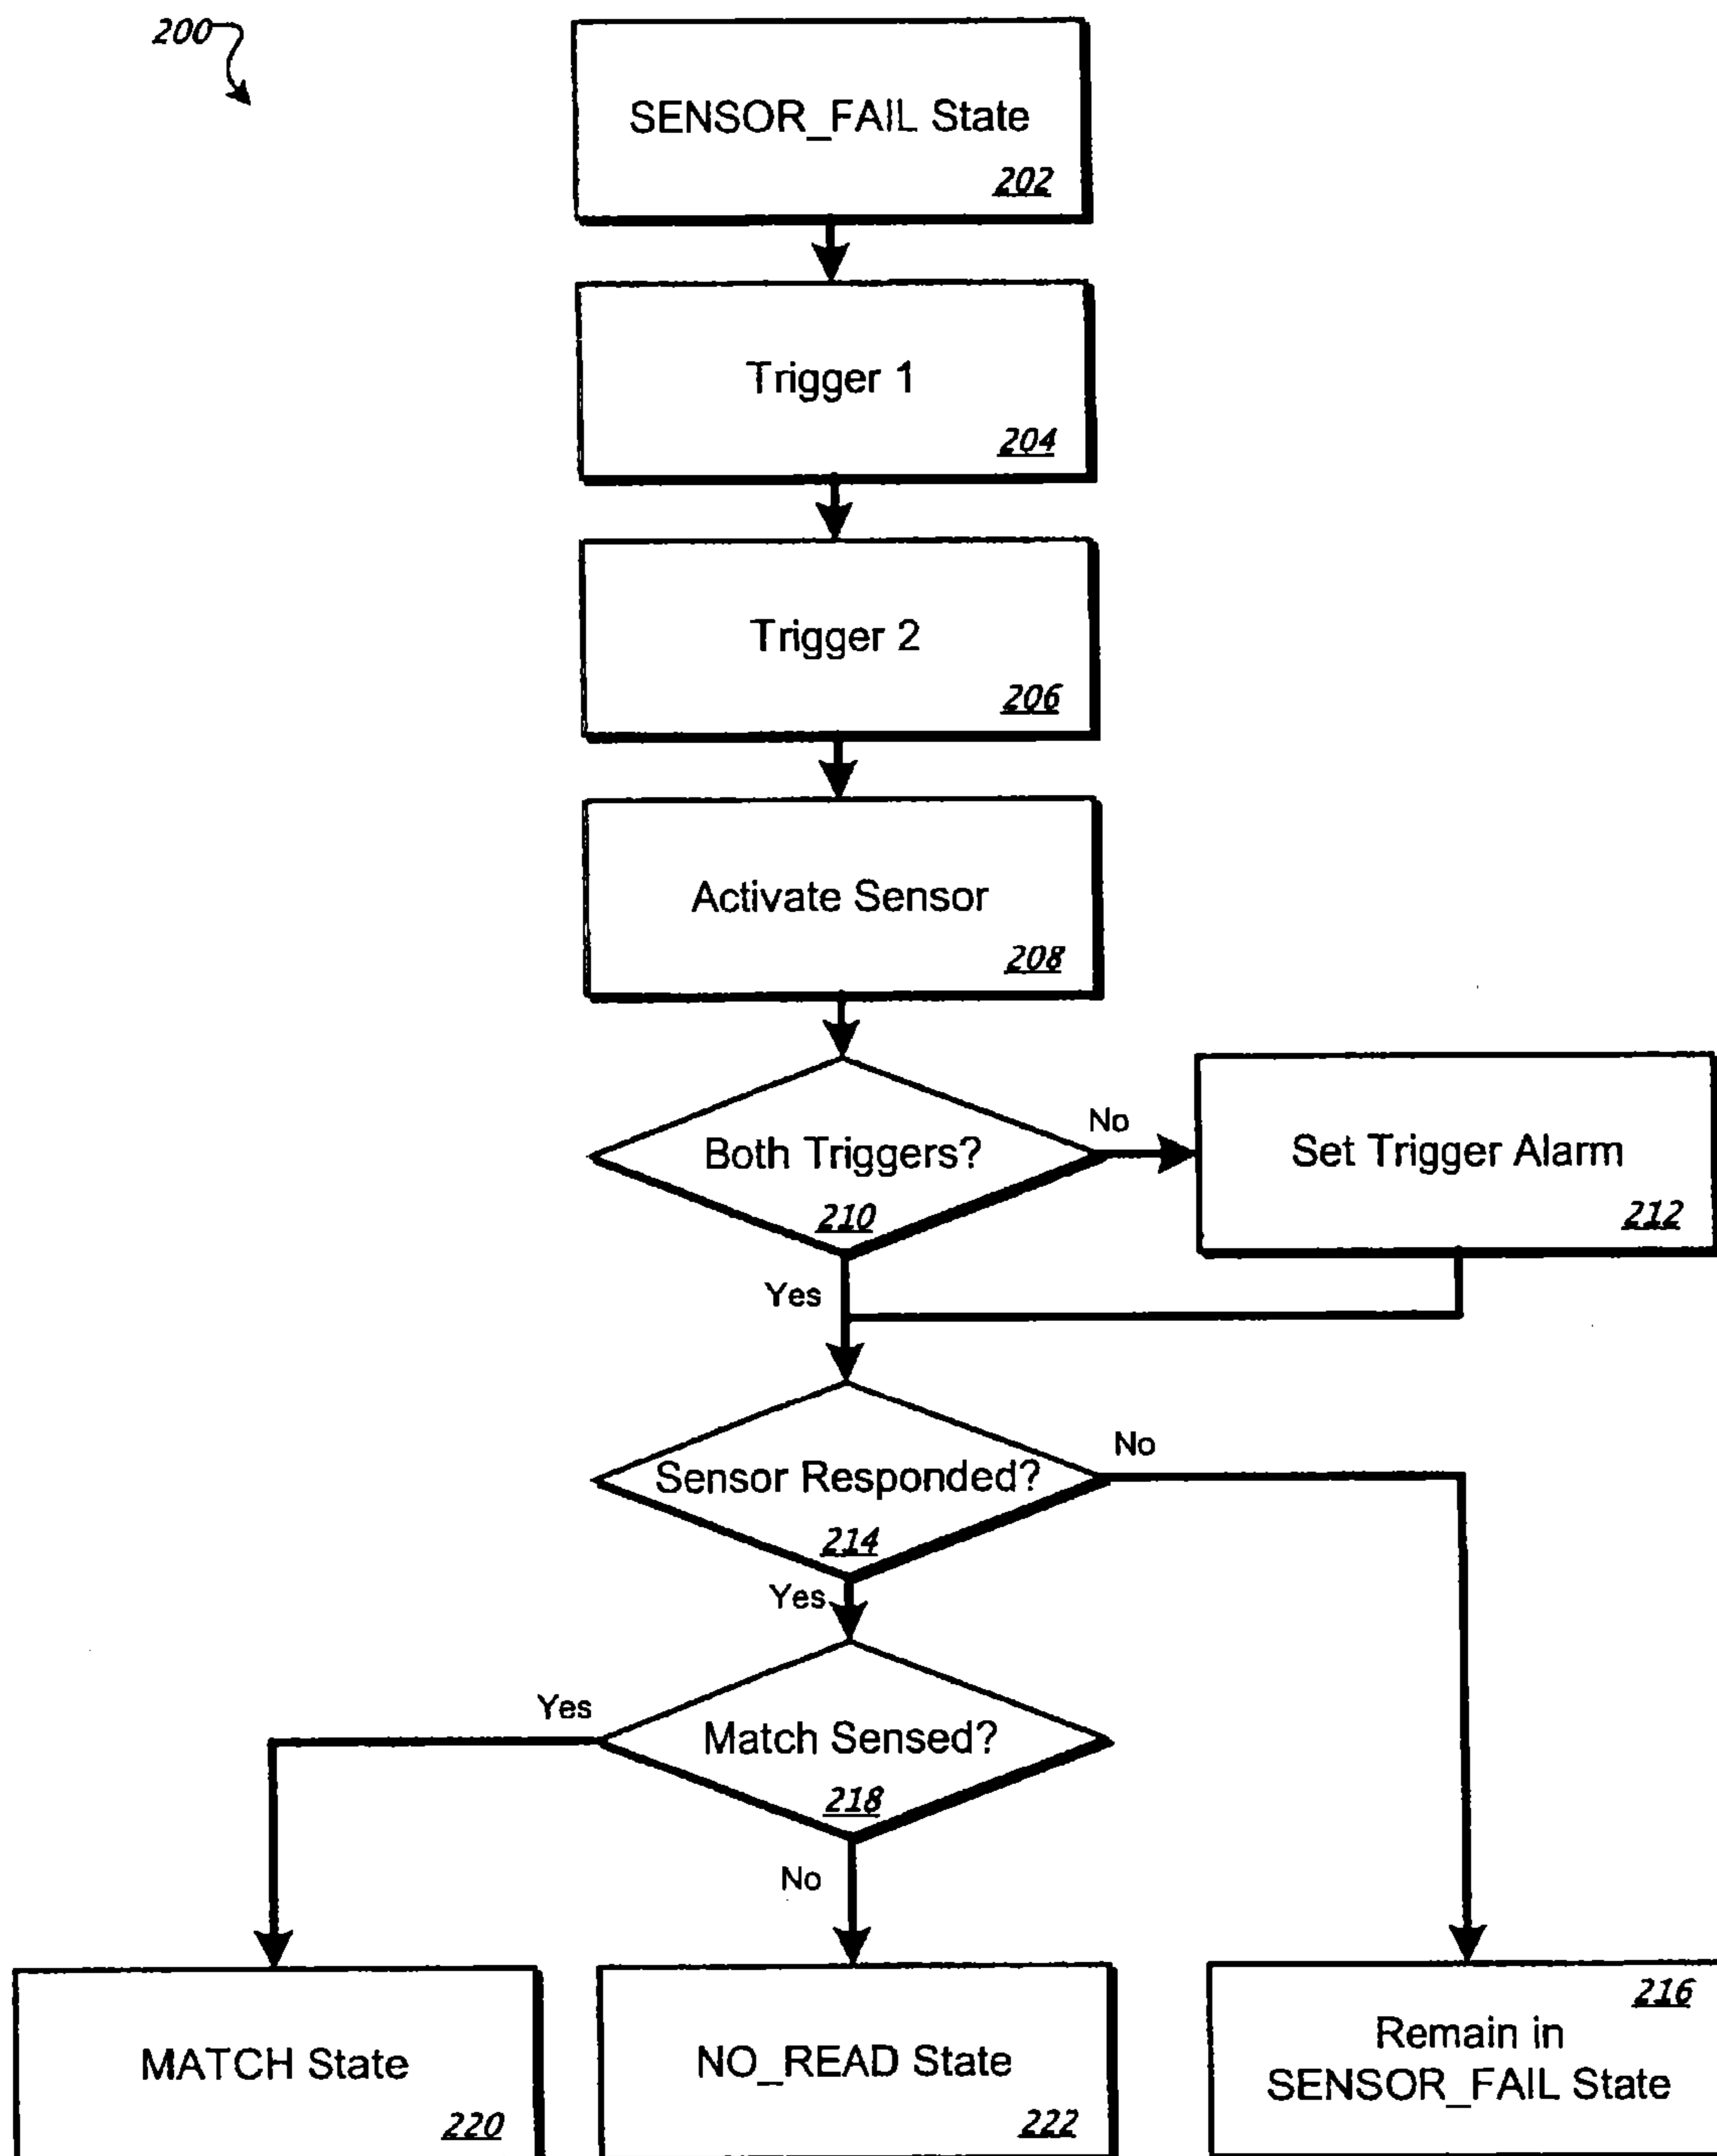 200
SENSOR_FAIL State
202
Trigger 1
204
Trigger 2
206
Activate Sensor
208
Both Triggers?
210
No
Set Trigger Alarm
212
Yes
Sensor Responded?
214
No
Yes
Match Sensed?
218
Yes
No
MATCH State
220
NO_READ State
222
216
Remain in
SENSOR_FAIL State